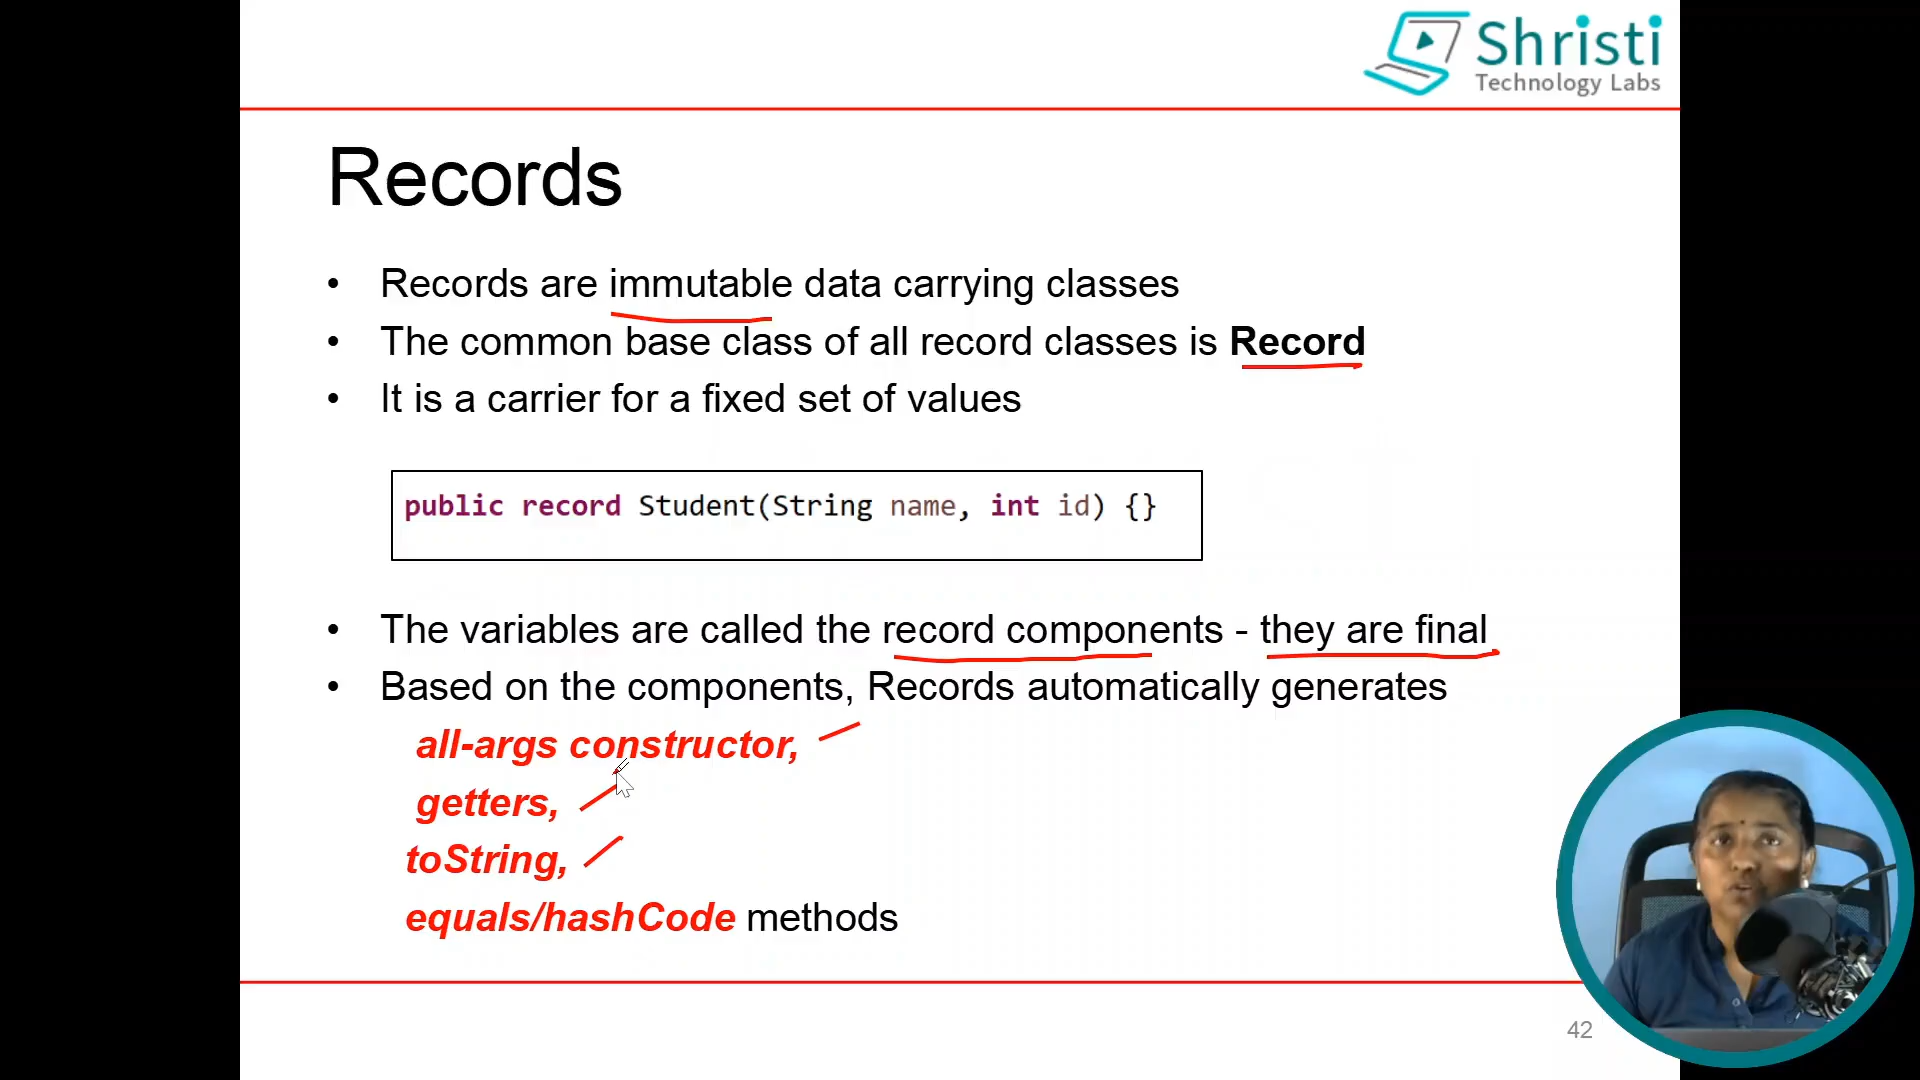 Shristi
Technology Labs
Records
• Records are immutable data carrying classes
• The common base class of all record classes is Record
• It is a carrier for a fixed set of values
public record Student(String name, int id) {}
• The variables are called the record components - they are final
• Based on the components, Records automatically generates
all-args constructor,
getters,
toString,
equals/hashCode methods
42